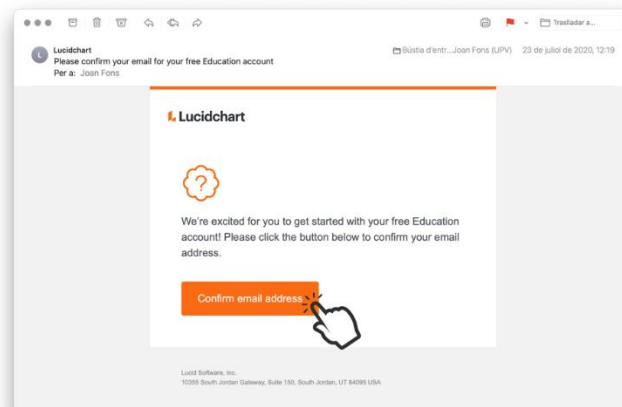 Trasladar a...
L
Lucidchart
Bústia d'entr...Joan Fons (UPV)
23 de juliol de 2020, 12:19
Please confirm your email for your free Education account
Per a: Joan Fons
Lucidchart
?
We're excited for you to get started with your free Education
account! Please click the button below to confirm your email
address.
Confirm email address
Lucid Software, Inc.
10355 South Jordan Gateway, Suite 150, South Jordan, UT 84095 USA